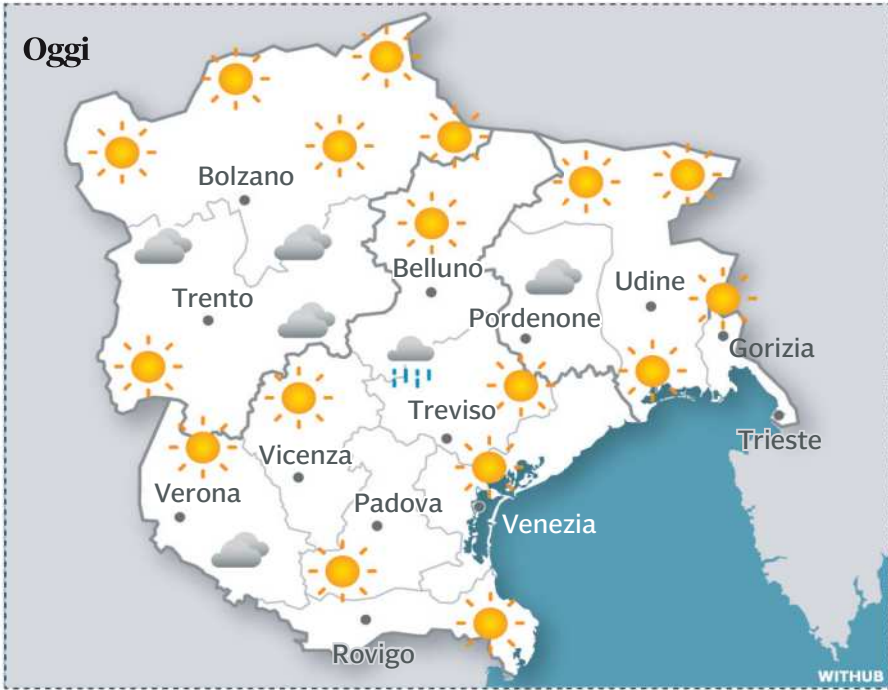 Oggi
Bolzano
Belluno
Trento
Udine
Pordenone
Gorizia
Treviso
Trieste
Vicenza
Verona
Padova
Venezia
Rovigo
WITHUB